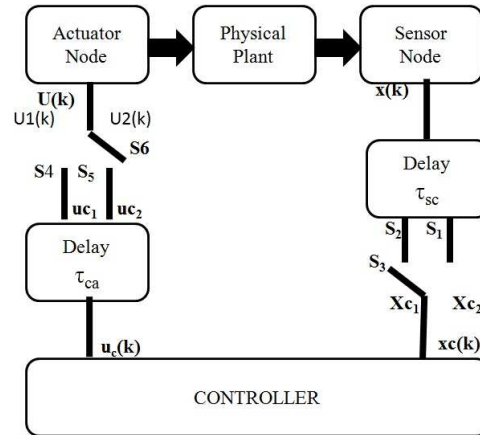 Actuator
Node
Physical
Plant
Sensor
Node
U(k)
U1(k)
U2(k)
S6
S4
S₅
uc₁
uc₂
Delay
τca
u_c(k)
x(k)
Delay
τsc
S₂
S₁
S₃
Xc₁
Xc₂
xc(k)
CONTROLLER